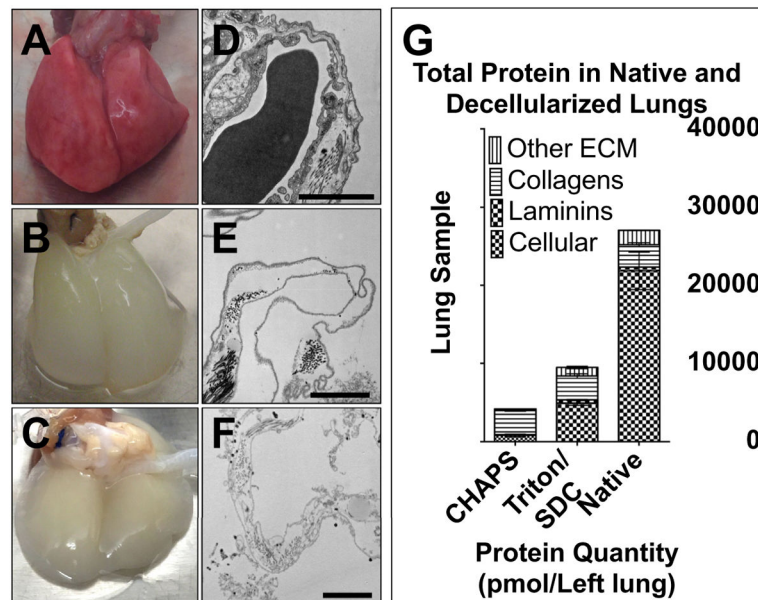 A
B
C
D
E
F
G
Total Protein in Native and
Decellularized Lungs
40000
30000
20000
10000
0
Other ECM
Collagens
Laminins
Cellular
Lung Sample
CHAPS
Triton/
SDC
Native
Protein Quantity
(pmol/Left lung)